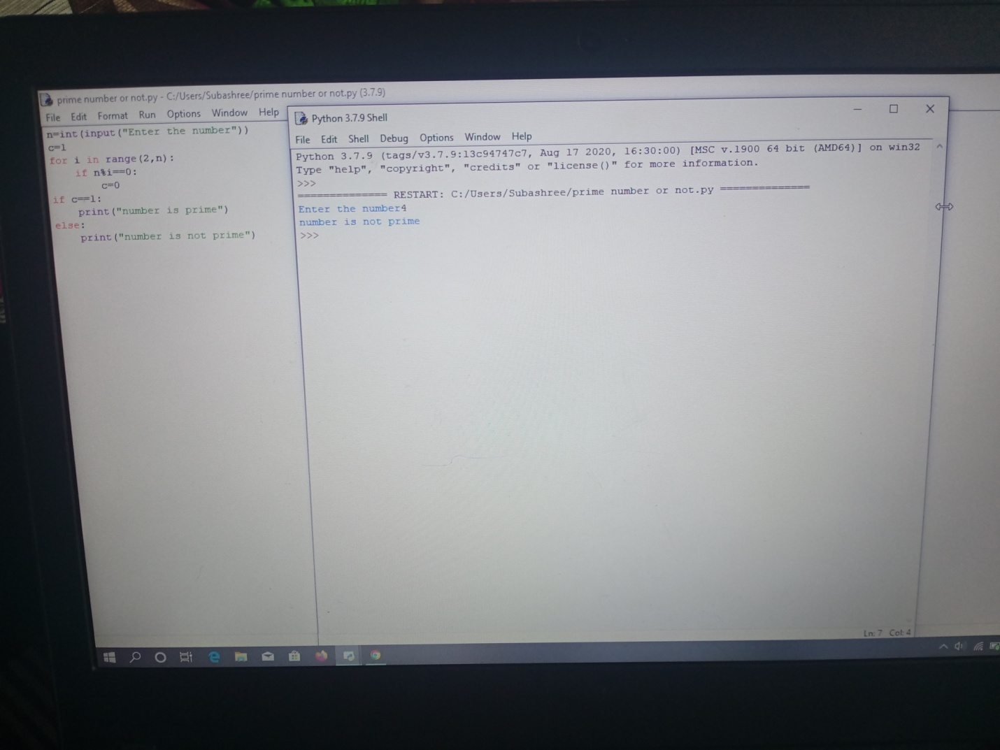 prime number or not.py - C:/Users/Subashree/prime number or not.py (3.7.9)
File Edit Format Run Options Window Help
n=int(input("Enter the number"))
c=1
for i in range(2,n):
    if n%i==0:
        c=0
if c==1:
    print("number is prime")
else:
    print("number is not prime")
Python 3.7.9 Shell
File Edit Shell Debug Options Window Help
Python 3.7.9 (tags/v3.7.9:13c94747c7, Aug 17 2020, 16:30:00) [MSC v.1900 64 bit (AMD64)] on win32
Type "help", "copyright", "credits" or "license()" for more information.
>>>
============== RESTART: C:/Users/Subashree/prime number or not.py ==============
Enter the number4
number is not prime
>>>
Ln: 7 Col: 4